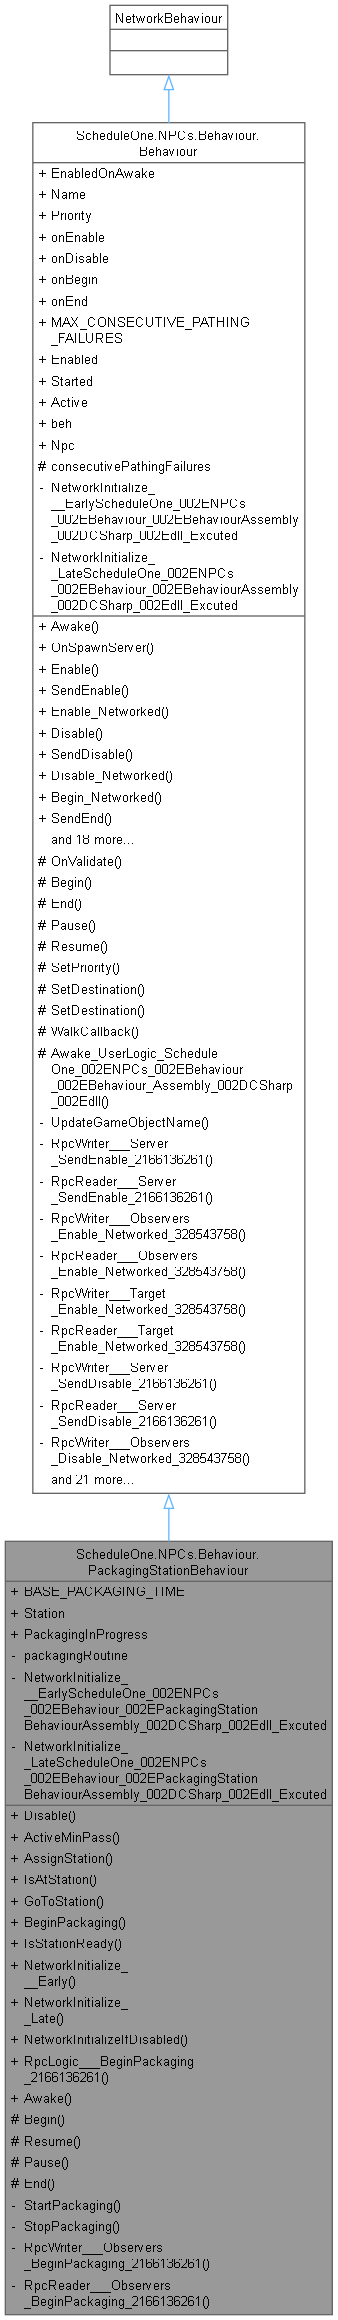 NetworkBehaviour
ScheduleOne.NPCs.Behaviour.
Behaviour
+ EnabledOnAwake
+ Name
+ Priority
+ onEnable
+ onDisable
+ onBegin
+ onEnd
+ MAX_CONSECUTIVE_PATHING
_FAILURES
+ Enabled
+ Started
+ Active
+ beh
+ Npc
# consecutivePathingFailures
- NetworkInitialize_
__EarlyScheduleOne_002ENPCs
_002EBehaviour_002EBehaviourAssembly
_002DCSharp_002Edll_Excuted
- NetworkInitialize_
_LateScheduleOne_002ENPCs
_002EBehaviour_002EBehaviourAssembly
_002DCSharp_002Edll_Excuted
+ Awake()
+ OnSpawnServer()
+ Enable()
+ SendEnable()
+ Enable_Networked()
+ Disable()
+ SendDisable()
+ Disable_Networked()
+ Begin_Networked()
+ SendEnd()
and 18 more...
# OnValidate()
# Begin()
# End()
# Pause()
# Resume()
# SetPriority()
# SetDestination()
# SetDestination()
# WalkCallback()
# Awake_UserLogic_Schedule
One_002ENPCs_002EBehaviour
_002EBehaviour_Assembly_002DCSharp
_002Edll()
- UpdateGameObjectName()
- RpcWriter___Server
_SendEnable_2166136261()
- RpcReader___Server
_SendEnable_2166136261()
- RpcWriter___Observers
_Enable_Networked_328543758()
- RpcReader___Observers
_Enable_Networked_328543758()
- RpcWriter___Target
_Enable_Networked_328543758()
- RpcReader___Target
_Enable_Networked_328543758()
- RpcWriter___Server
_SendDisable_2166136261()
- RpcReader___Server
_SendDisable_2166136261()
- RpcWriter___Observers
_Disable_Networked_328543758()
and 21 more...
ScheduleOne.NPCs.Behaviour.
PackagingStationBehaviour
+ BASE_PACKAGING_TIME
+ Station
+ PackagingInProgress
- packagingRoutine
- NetworkInitialize_
__EarlyScheduleOne_002ENPCs
_002EBehaviour_002EPackagingStation
BehaviourAssembly_002DCSharp_002Edll_Excuted
- NetworkInitialize_
_LateScheduleOne_002ENPCs
_002EBehaviour_002EPackagingStation
BehaviourAssembly_002DCSharp_002Edll_Excuted
+ Disable()
+ ActiveMinPass()
+ AssignStation()
+ IsAtStation()
+ GoToStation()
+ BeginPackaging()
+ IsStationReady()
+ NetworkInitialize_
__Early()
+ NetworkInitialize_
_Late()
+ NetworkInitializeIfDisabled()
+ RpcLogic___BeginPackaging
_2166136261()
+ Awake()
# Begin()
# Resume()
# Pause()
# End()
- StartPackaging()
- StopPackaging()
- RpcWriter___Observers
_BeginPackaging_2166136261()
- RpcReader___Observers
_BeginPackaging_2166136261()